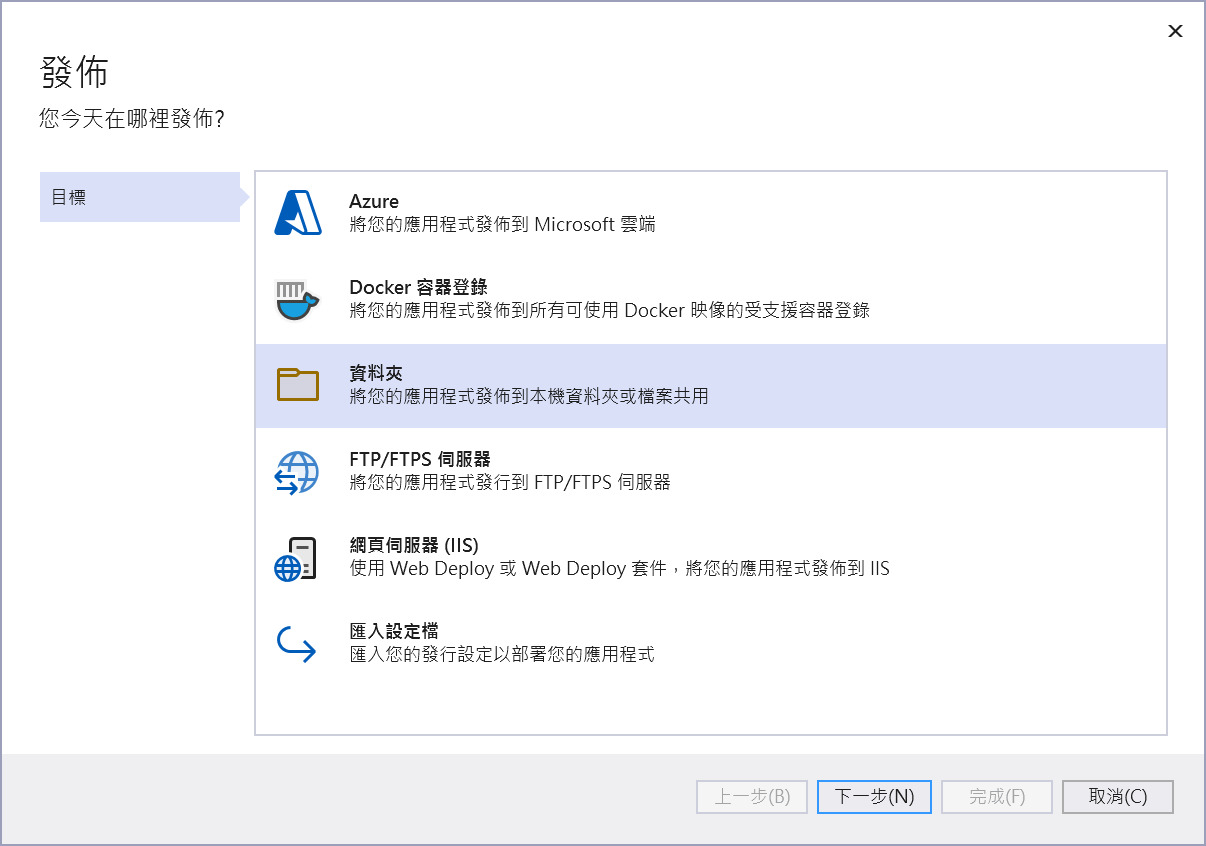 發佈
您今天在哪裡發佈?
目標
Azure
將您的應用程式發佈到 Microsoft 雲端
Docker 容器登錄
將您的應用程式發佈到所有可使用 Docker 映像的受支援容器登錄
資料夾
將您的應用程式發佈到本機資料夾或檔案共用
FTP/FTPS 伺服器
將您的應用程式發行到 FTP/FTPS 伺服器
網頁伺服器 (IIS)
使用 Web Deploy 或 Web Deploy 套件，將您的應用程式發佈到 IIS
匯入設定檔
匯入您的發行設定以部署您的應用程式
上一步(B) 下一步(N) 完成(F) 取消(C)